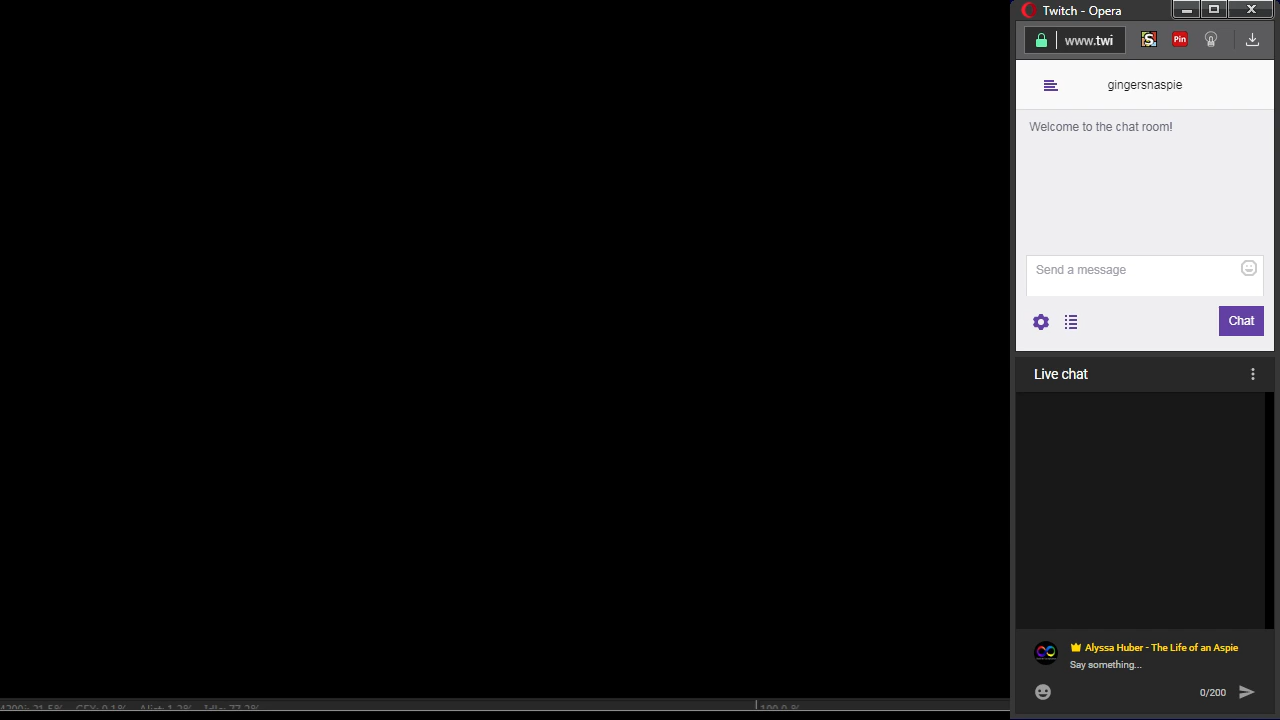 Twitch - Opera
www.twi
Pin
gingersnaspie
Welcome to the chat room!
Send a message
Chat
Live chat
Alyssa Huber - The Life of an Aspie
Say something...
0/200